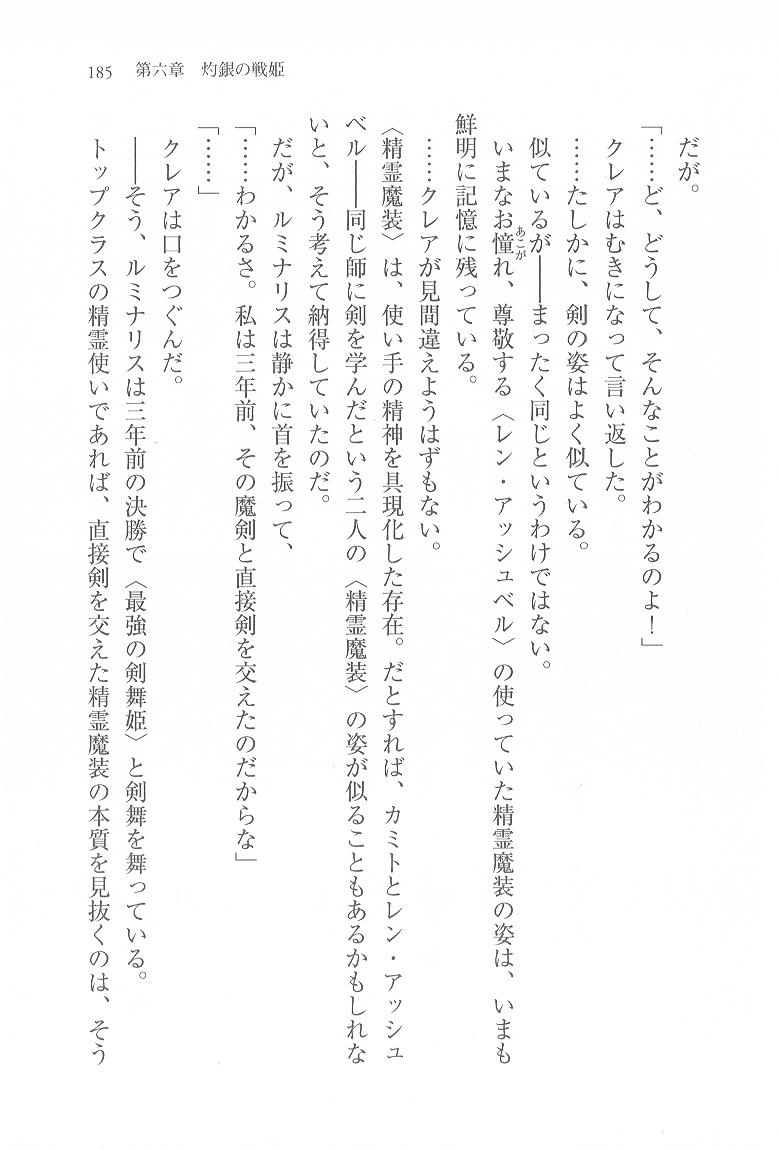 185　第六章　灼銀の戦姫
だが。
「……ど、どうして、そんなことがわかるのよ！」
クレアはむきになって言い返した。
……たしかに、剣の姿はよく似ている。
似ているが――まったく同じというわけではない。
いまなお憧れ、尊敬する〈レン・アッシュベル〉の使っていた精霊魔装の姿は、いまも
あこが
鮮明に記憶に残っている。
……クレアが見間違えようはずもない。
〈精霊魔装〉は、使い手の精神を具現化した存在。だとすれば、カミトとレン・アッシュ
ベル――同じ師に剣を学んだという二人の〈精霊魔装〉の姿が似ることもあるかもしれな
いと、そう考えて納得していたのだ。
だが、ルミナリスは静かに首を振って、
「……わかるさ。私は三年前、その魔剣と直接剣を交えたのだからな」
「……」
クレアは口をつぐんだ。
――そう、ルミナリスは三年前の決勝で〈最強の剣舞姫〉と剣舞を舞っている。
トップクラスの精霊使いであれば、直接剣を交えた精霊魔装の本質を見抜くのは、そう